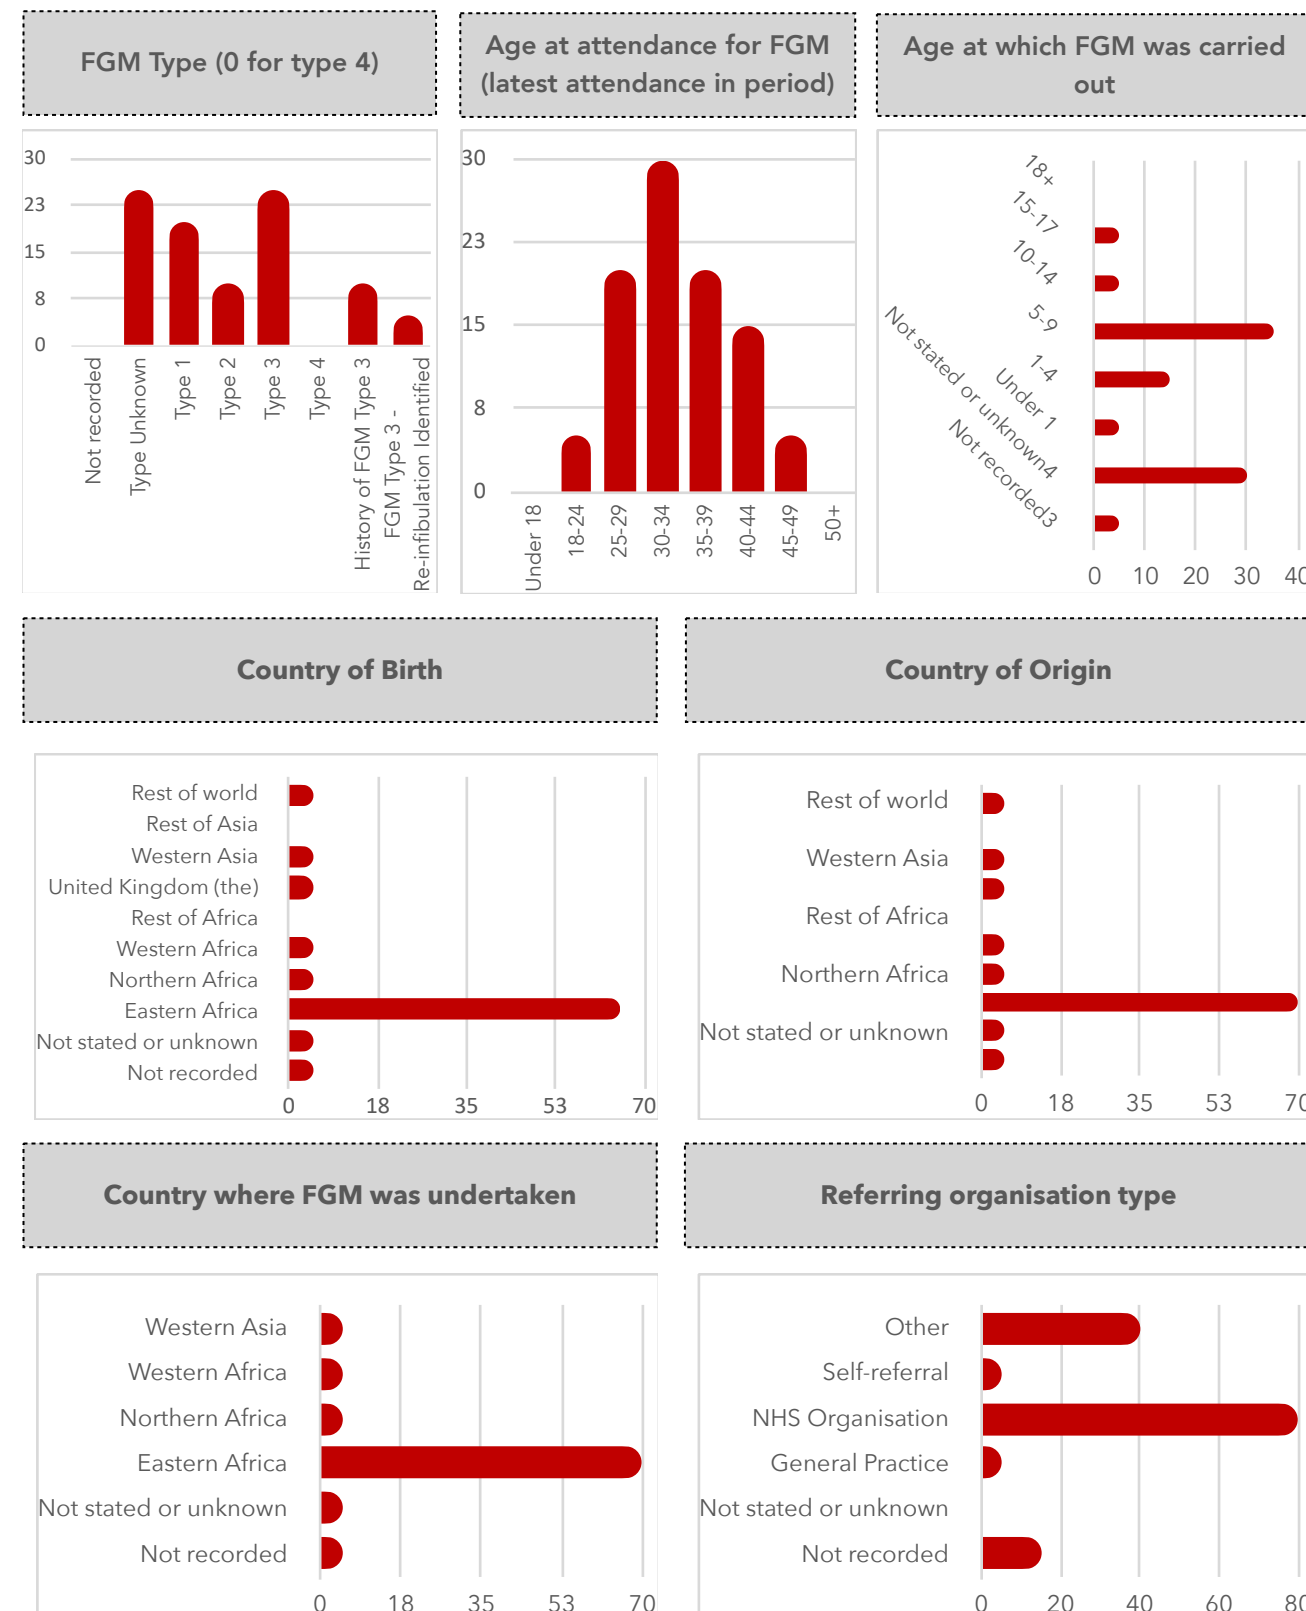 FGM Type (0 for type 4)
Age at attendance for FGM
(latest attendance in period)
Age at which FGM was carried
out
30
23
15
8
0
Not recorded
Type Unknown
Type 1
Type 2
Type 3
Type 4
History of FGM Type 3
FGM Type 3 -
Re-infibulation Identified
30
23
15
8
0
Under 18
18-24
25-29
30-34
35-39
40-44
45-49
50+
18+
15-17
10-14
5-9
1-4
Under 1
Not stated or unknown4
Not recorded3
0 10 20 30 40
Country of Birth
Country of Origin
Rest of world
Rest of Asia
Western Asia
United Kingdom (the)
Rest of Africa
Western Africa
Northern Africa
Eastern Africa
Not stated or unknown
Not recorded
0 18 35 53 70
Rest of world
Western Asia
Rest of Africa
Northern Africa
Not stated or unknown
0 18 35 53 70
Country where FGM was undertaken
Referring organisation type
Western Asia
Western Africa
Northern Africa
Eastern Africa
Not stated or unknown
Not recorded
0 18 35 53 70
Other
Self-referral
NHS Organisation
General Practice
Not stated or unknown
Not recorded
0 20 40 60 80